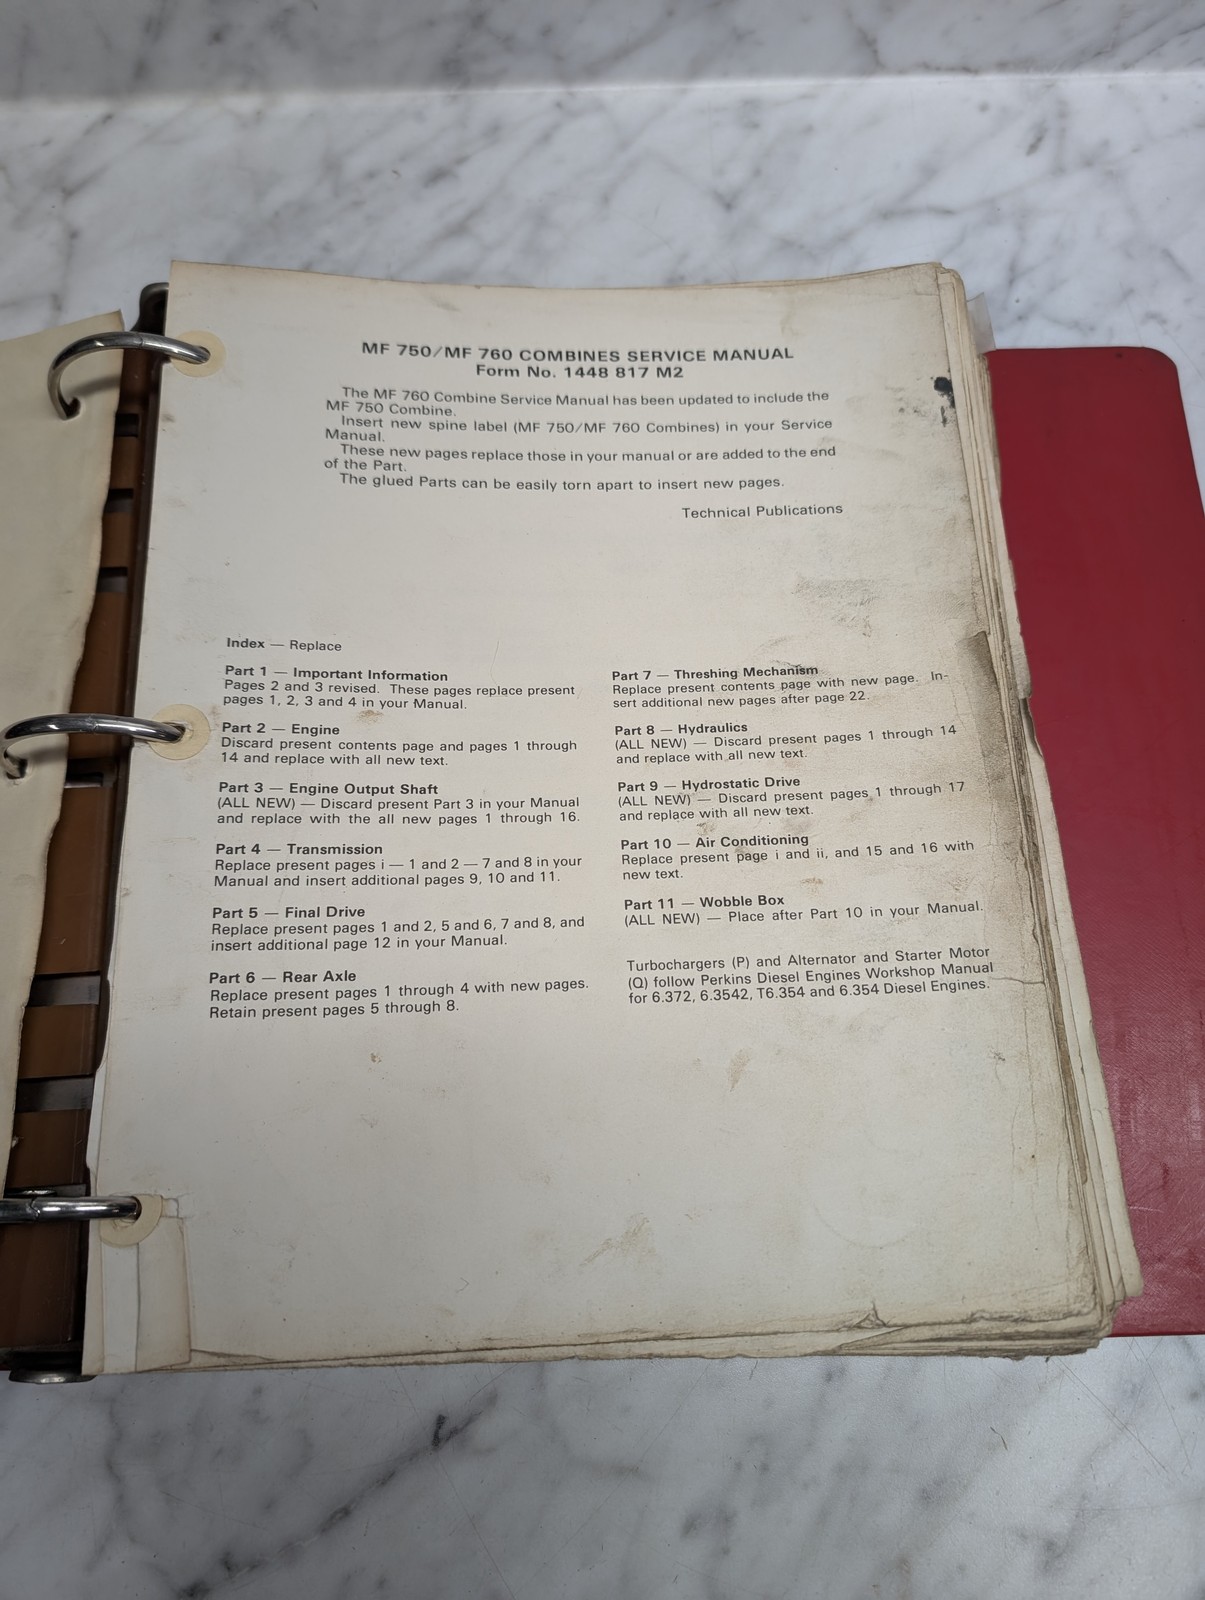 MF 750/MF 760 COMBINES SERVICE MANUAL
Form No. 1448 817 M2
The MF 760 Combine Service Manual has been updated to include the
MF 750 Combine.
Insert new spine label (MF 750/MF 760 Combines) in your Service
Manual.
These new pages replace those in your manual or are added to the end
of the Part.
The glued Parts can be easily torn apart to insert new pages.
Technical Publications
Index — Replace
Part 1 — Important Information
Pages 2 and 3 revised. These pages replace present
pages 1, 2, 3 and 4 in your Manual.
Part 2 — Engine
Discard present contents page and pages 1 through
14 and replace with all new text.
Part 3 — Engine Output Shaft
(ALL NEW) — Discard present Part 3 in your Manual
and replace with the all new pages 1 through 16.
Part 4 — Transmission
Replace present pages i — 1 and 2 — 7 and 8 in your
Manual and insert additional pages 9, 10 and 11.
Part 5 — Final Drive
Replace present pages 1 and 2, 5 and 6, 7 and 8, and
insert additional page 12 in your Manual.
Part 6 — Rear Axle
Replace present pages 1 through 4 with new pages.
Retain present pages 5 through 8.
Part 7 — Threshing Mechanism
Replace present contents page with new page. In-
sert additional new pages after page 22.
Part 8 — Hydraulics
(ALL NEW) — Discard present pages 1 through 14
and replace with all new text.
Part 9 — Hydrostatic Drive
(ALL NEW) — Discard present pages 1 through 17
and replace with all new text.
Part 10 — Air Conditioning
Replace present page i and ii, and 15 and 16 with
new text.
Part 11 — Wobble Box
(ALL NEW) — Place after Part 10 in your Manual.
Turbochargers (P) and Alternator and Starter Motor
(Q) follow Perkins Diesel Engines Workshop Manual
for 6.372, 6.3542, T6.354 and 6.354 Diesel Engines.